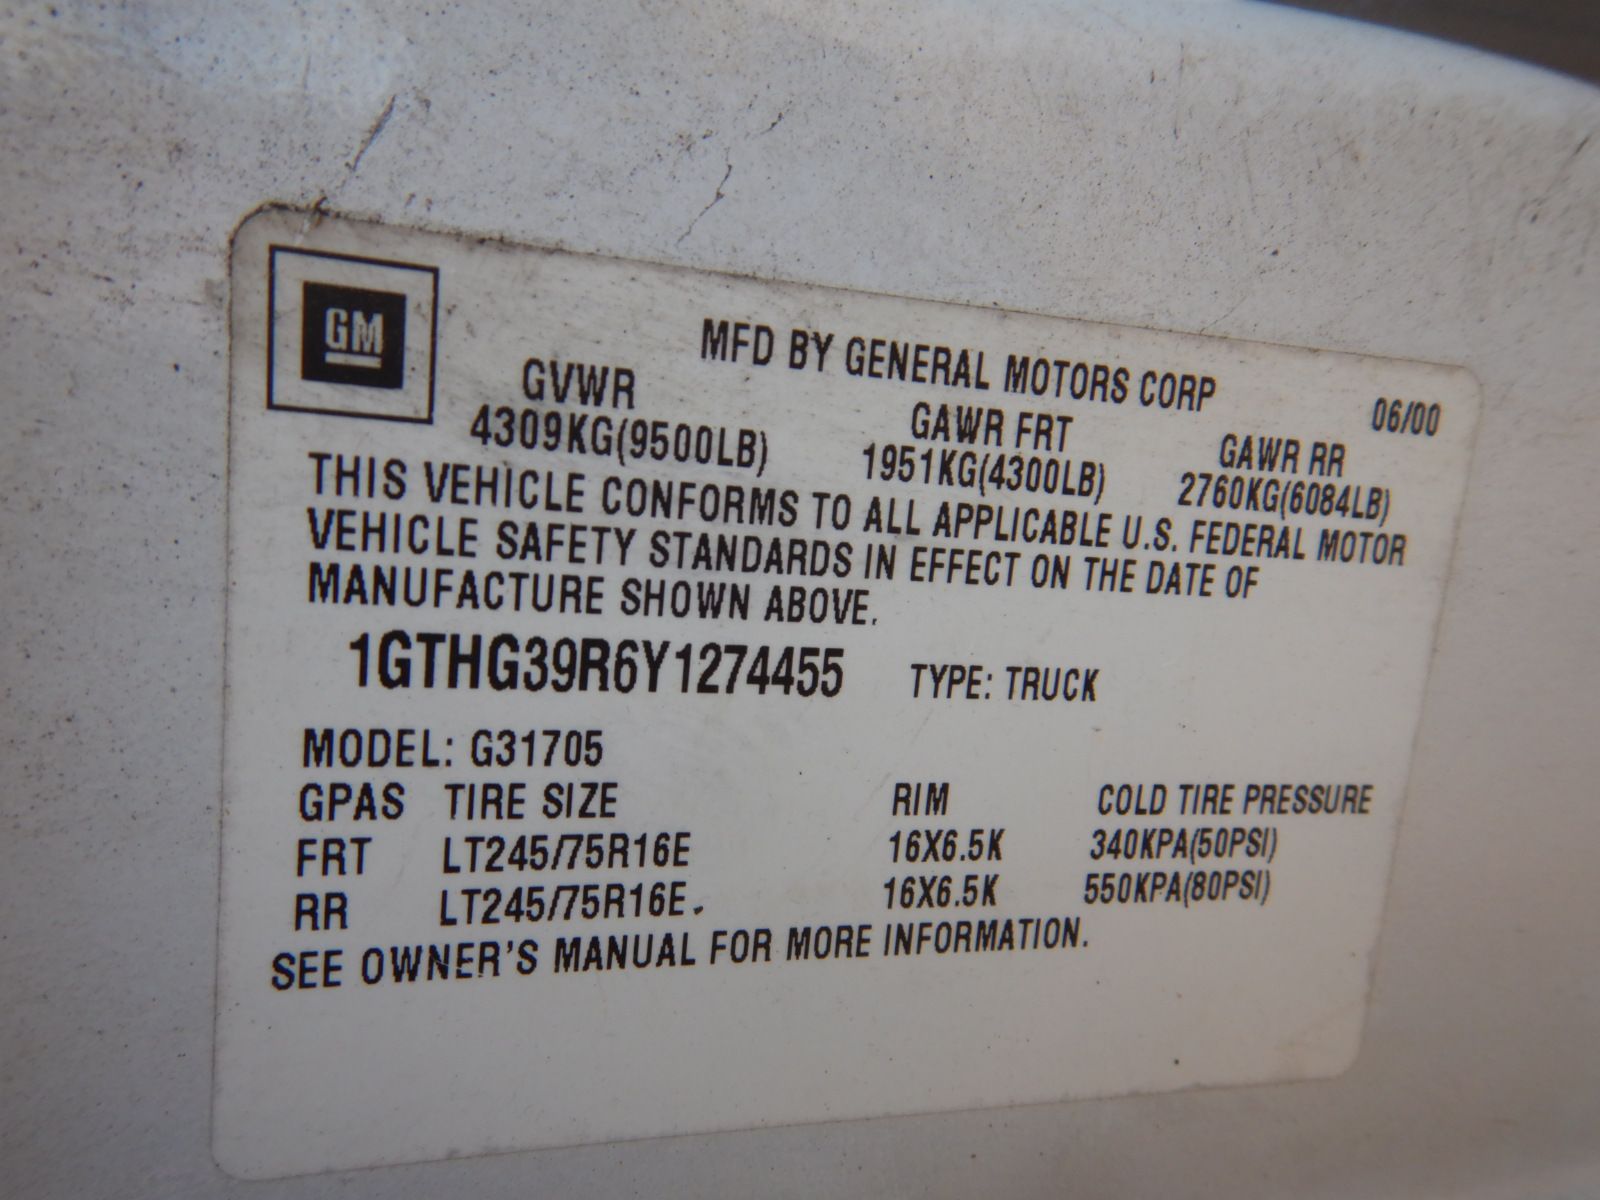 GM
MFD BY GENERAL MOTORS CORP 06/00
GVWR GAWR FRT GAWR RR
4309KG(9500LB) 1951KG(4300LB) 2760KG(6084LB)
THIS VEHICLE CONFORMS TO ALL APPLICABLE U.S. FEDERAL MOTOR
VEHICLE SAFETY STANDARDS IN EFFECT ON THE DATE OF
MANUFACTURE SHOWN ABOVE.
1GTHG39R6Y1274455 TYPE: TRUCK
MODEL: G31705
GPAS TIRE SIZE RIM COLD TIRE PRESSURE
FRT LT245/75R16E 16X6.5K 340KPA(50PSI)
RR LT245/75R16E. 16X6.5K 550KPA(80PSI)
SEE OWNER'S MANUAL FOR MORE INFORMATION.